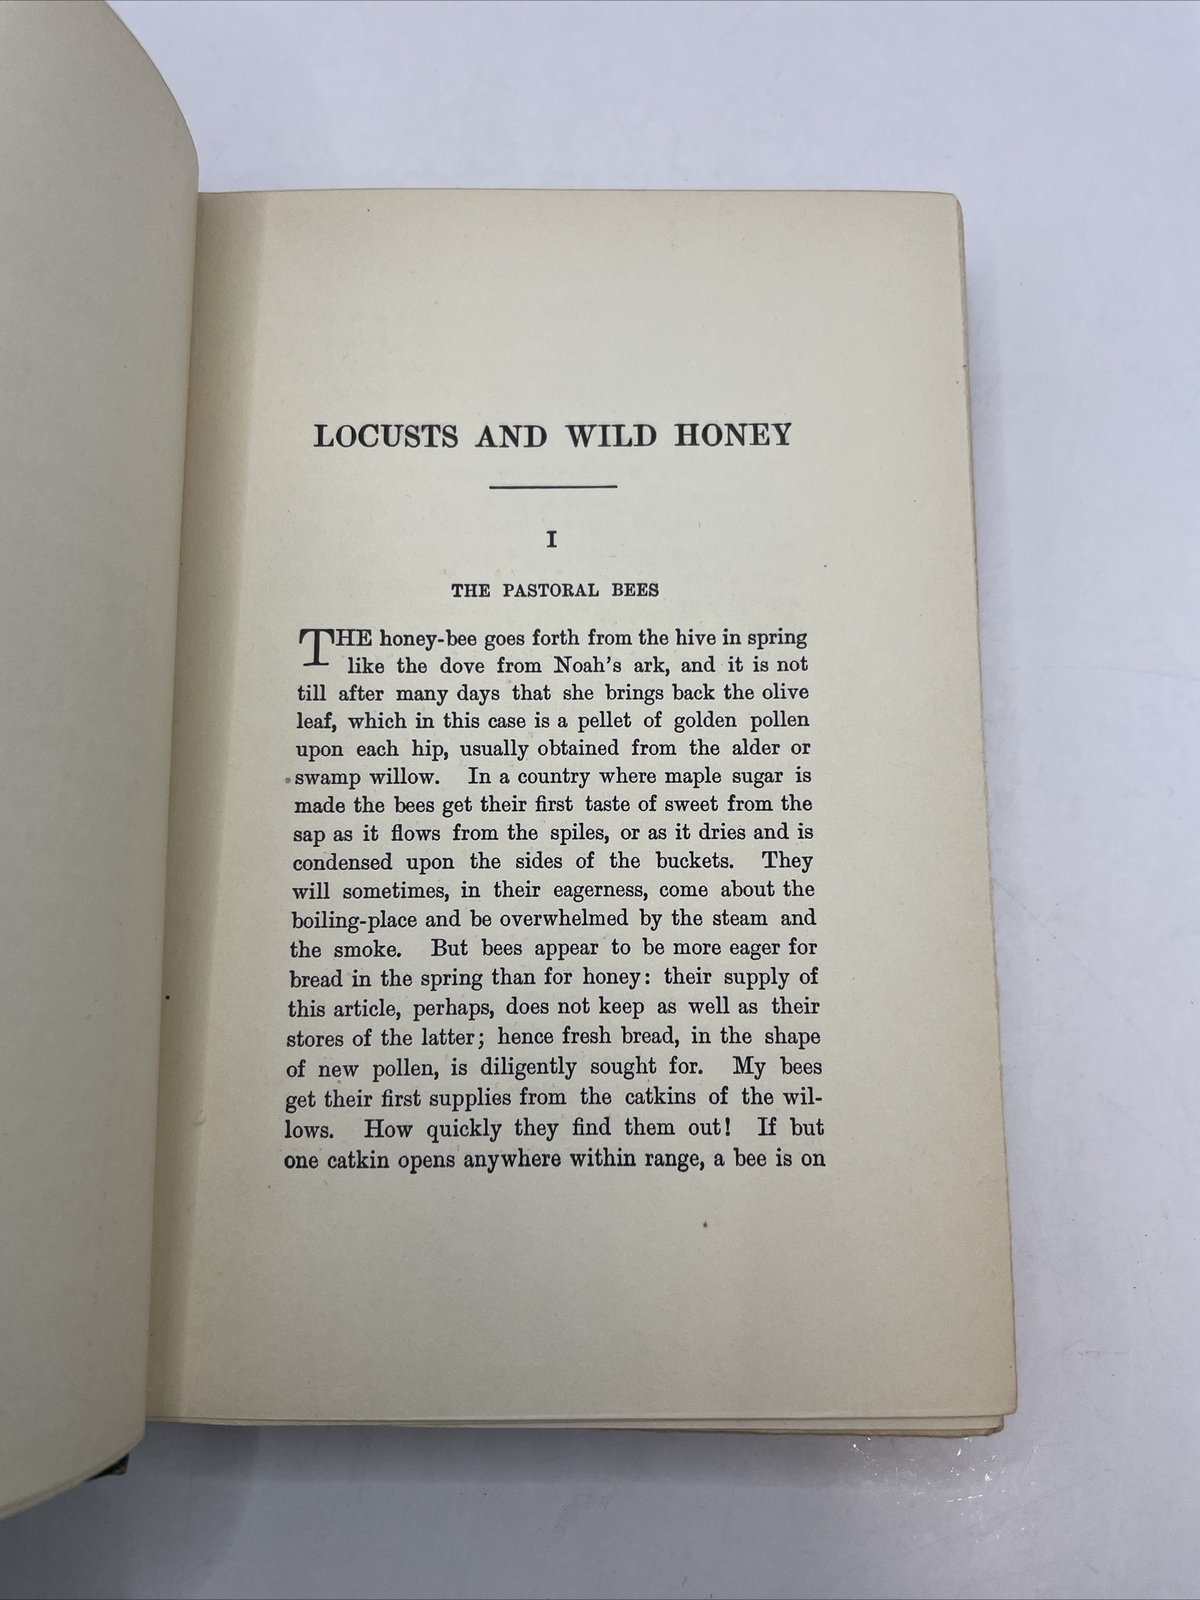 LOCUSTS AND WILD HONEY
I
THE PASTORAL BEES
THE honey-bee goes forth from the hive in spring
like the dove from Noah's ark, and it is not
till after many days that she brings back the olive
leaf, which in this case is a pellet of golden pollen
upon each hip, usually obtained from the alder or
swamp willow. In a country where maple sugar is
made the bees get their first taste of sweet from the
sap as it flows from the spiles, or as it dries and is
condensed upon the sides of the buckets. They
will sometimes, in their eagerness, come about the
boiling-place and be overwhelmed by the steam and
the smoke. But bees appear to be more eager for
bread in the spring than for honey: their supply of
this article, perhaps, does not keep as well as their
stores of the latter; hence fresh bread, in the shape
of new pollen, is diligently sought for. My bees
get their first supplies from the catkins of the wil-
lows. How quickly they find them out! If but
one catkin opens anywhere within range, a bee is on